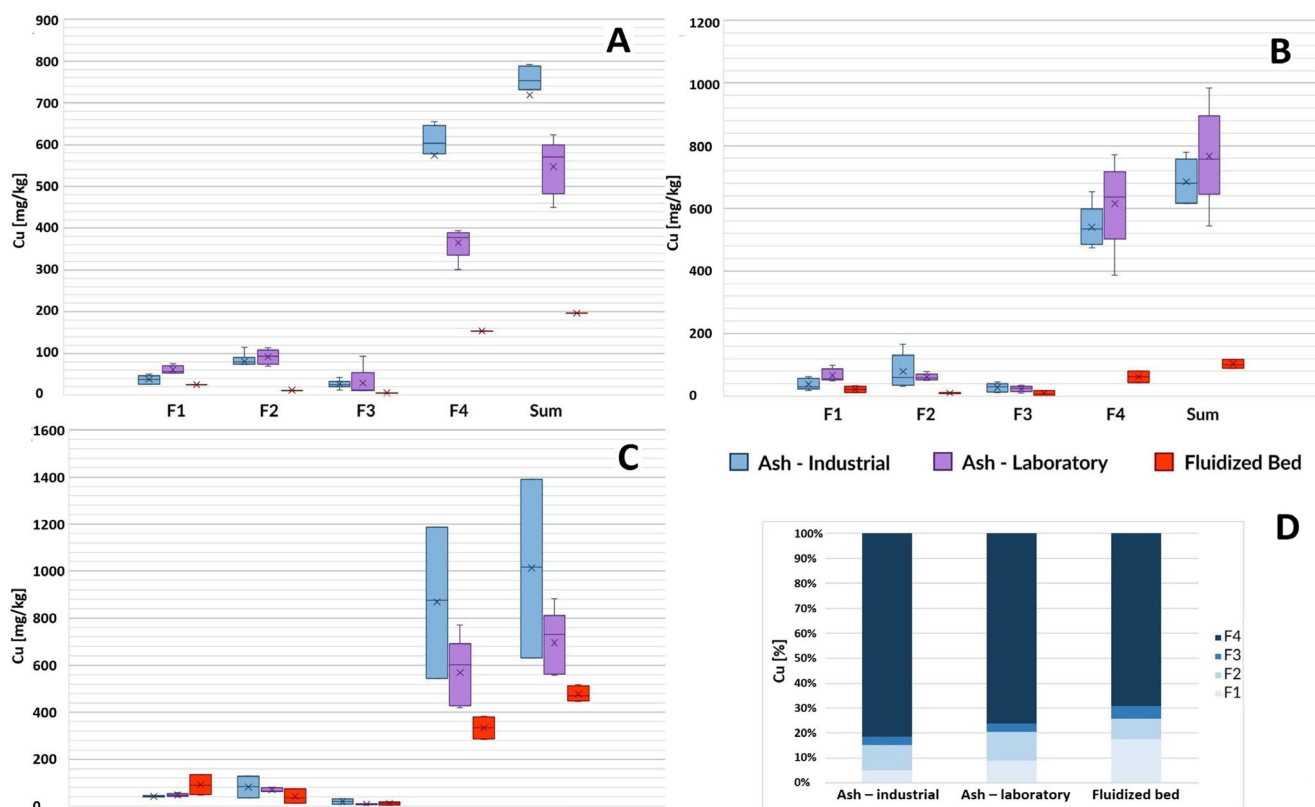 A
Cu [mg/kg]
900
800
700
600
500
400
300
200
100
0
F1 F2 F3 F4 Sum
B
Cu [mg/kg]
1200
1000
800
600
400
200
0
F1 F2 F3 F4 Sum
Ash - Industrial Ash - Laboratory Fluidized Bed
C
Cu [mg/kg]
1600
1400
1200
1000
800
600
400
200
0
D
Cu [%]
100%
90%
80%
70%
60%
50%
40%
30%
20%
10%
0%
F4
F3
F2
F1
Ash – industrial Ash – laboratory Fluidized bed